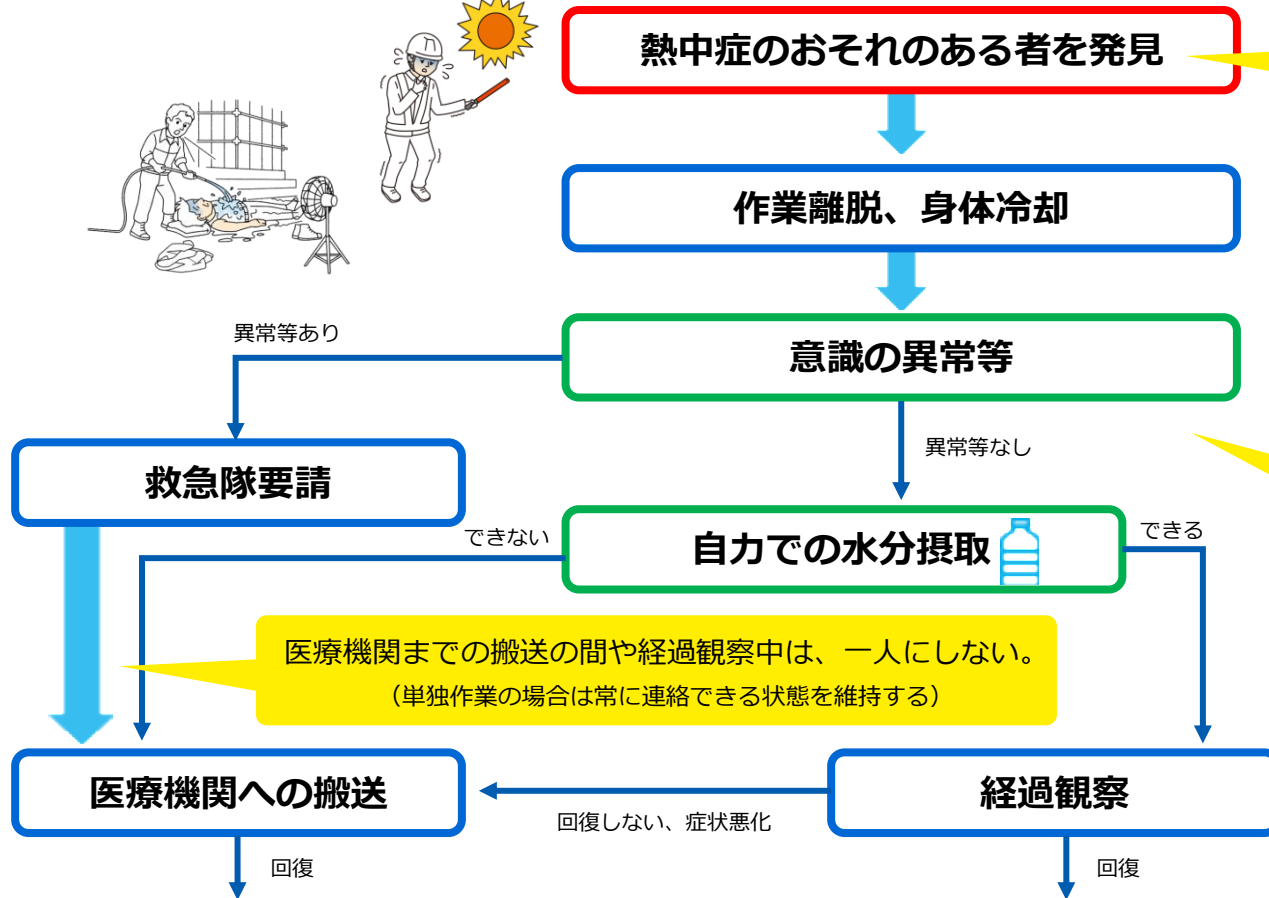 熱中症のおそれのある者を発見
作業離脱、身体冷却
異常等あり
意識の異常等
異常等なし
救急隊要請
できない
自力での水分摂取
できる
医療機関までの搬送の間や経過観察中は、一人にしない。
（単独作業の場合は常に連絡できる状態を維持する）
医療機関への搬送
経過観察
回復しない、症状悪化
回復
回復